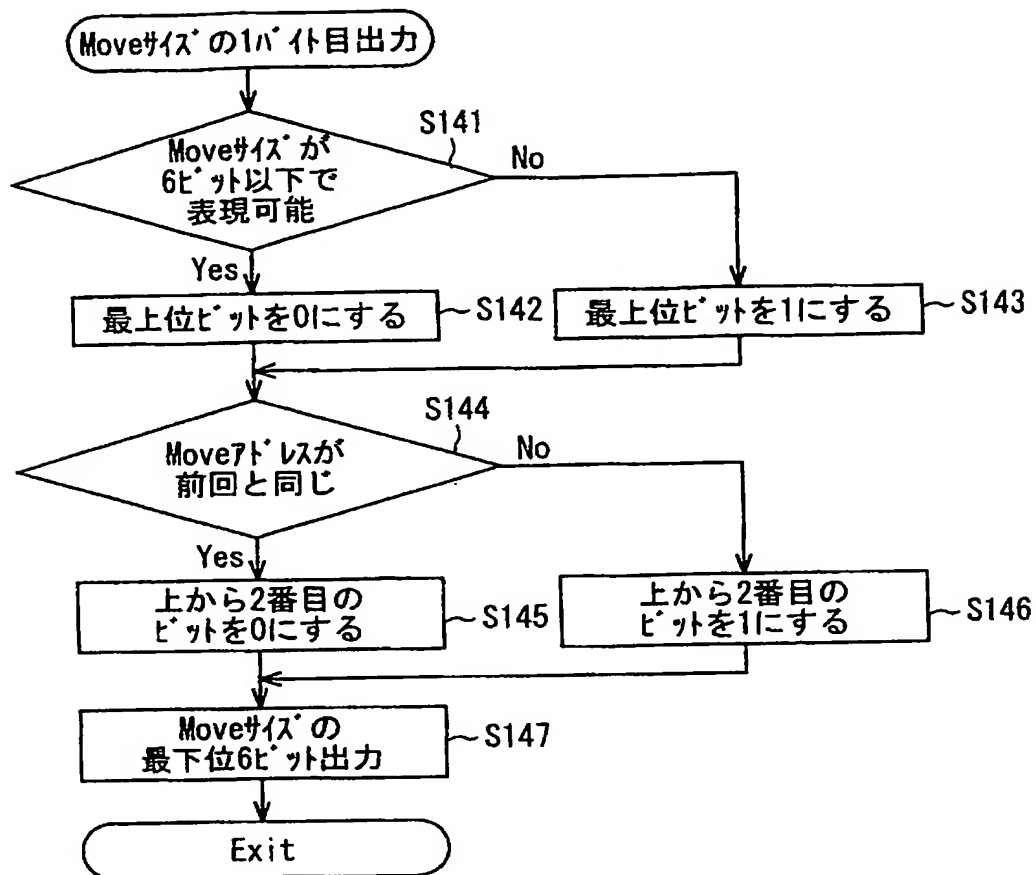 Moveサイズの1バイト目出力
S141
Moveサイズが
6ビット以下で
表現可能
No
Yes
最上位ビットを0にする
S142
最上位ビットを1にする
S143
S144
Moveアドレスが
前回と同じ
No
Yes
上から2番目の
ビットを0にする
S145
上から2番目の
ビットを1にする
S146
Moveサイズの
最下位6ビット出力
S147
Exit